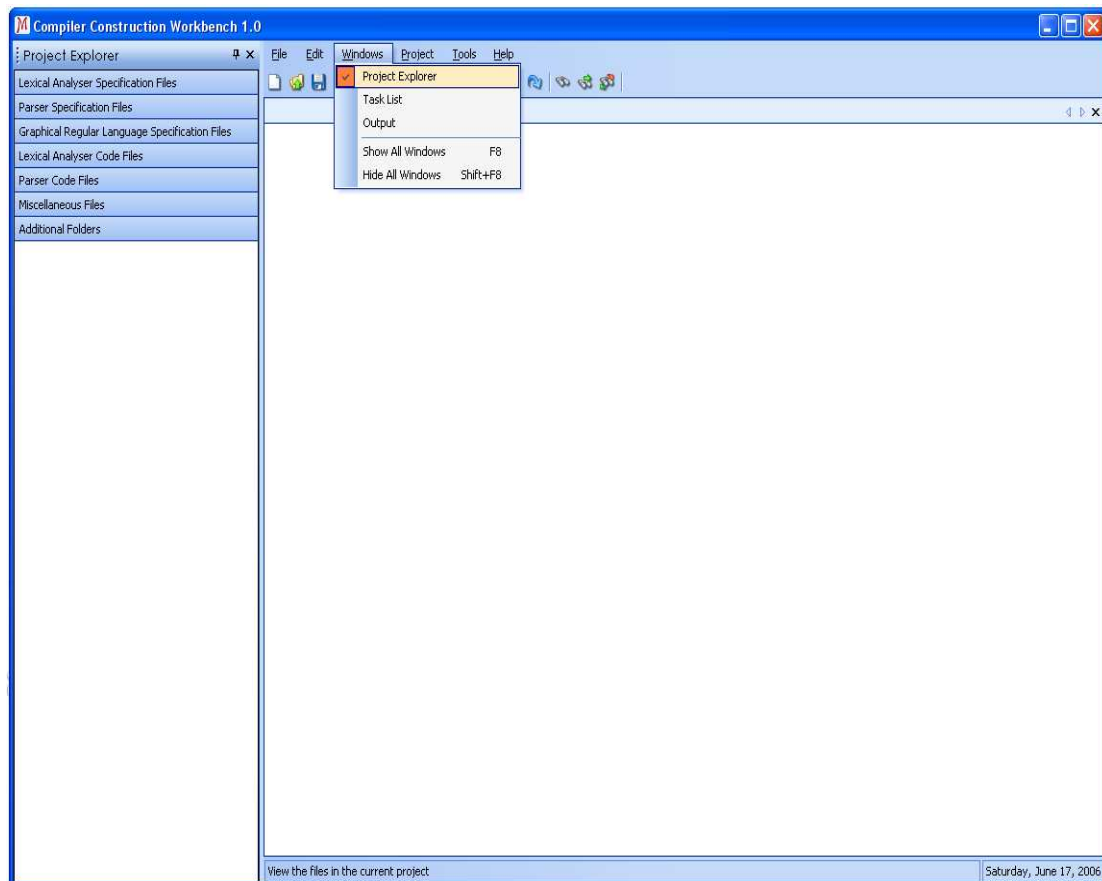 Compiler Construction Workbench 1.0
Project Explorer
File Edit Windows Project Tools Help
Lexical Analyser Specification Files
Parser Specification Files
Graphical Regular Language Specification Files
Lexical Analyser Code Files
Parser Code Files
Miscellaneous Files
Additional Folders
Project Explorer
Task List
Output
Show All Windows F8
Hide All Windows Shift+F8
View the files in the current project
Saturday, June 17, 2006